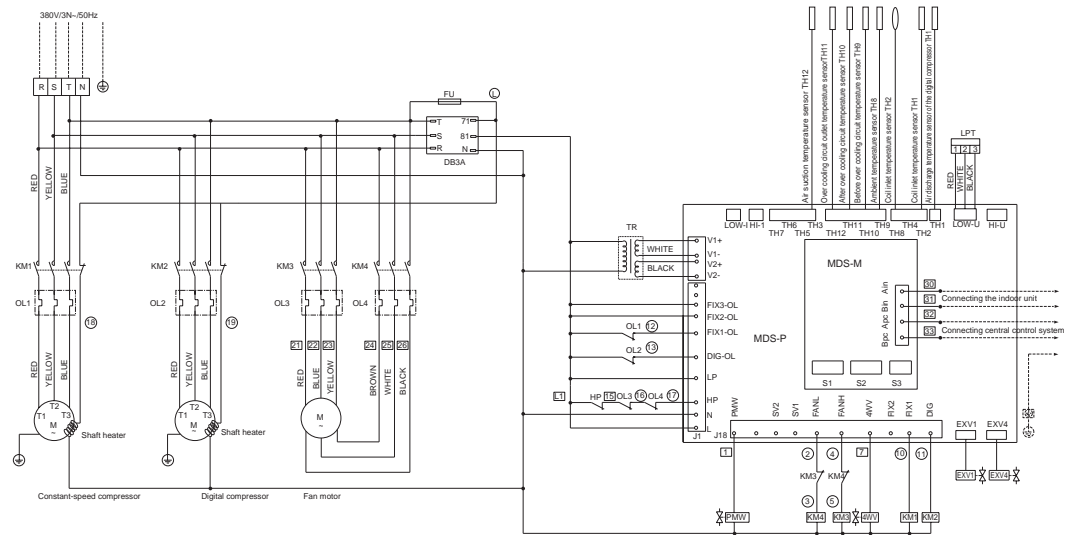 380V/3N~/50Hz
R S T N
FU
L
T 71
S 81
R N
DB3A
RED
YELLOW
BLUE
KM1
KM2
KM3
KM4
OL1
OL2
OL3
OL4
18
19
21 22 23 24 25 26
RED
YELLOW
BLUE
RED
YELLOW
BLUE
RED
BLUE
YELLOW
BROWN
WHITE
BLACK
T1 T2 T3
M
~
Shaft heater
T1 T2 T3
M
~
Shaft heater
M
~
Constant-speed compressor
Digital compressor
Fan motor
Air suction temperature sensor TH12
Over cooling circuit outlet temperature sensorTH11
After over cooling circuit temperature sensor TH10
Before over cooling circuit temperature sensor TH9
Ambient temperature sensor TH8
Coil inlet temperature sensor TH2
Coil inlet temperature sensor TH1
Air discharge temperature sensor of the digital compressor TH1
LPT
1 2 3
RED
WHITE
BLACK
LOW-I HI-1
TH6 TH3
TH7 TH5
TH11 TH9
TH12 TH10 TH8
TH4 TH1
TH2
LOW-U
HI-U
TR
WHITE
BLACK
V1+
V1-
V2+
V2-
MDS-M
MDS-P
FIX3-OL
FIX2-OL
FIX1-OL
DIG-OL
LP
HP
N
L
J1
OL1 12
OL2 13
L1
HP 15 OL3 16 OL4 17
Ain
Bin
Apc
Bpc
30
31 Connecting the indoor unit
32
33 Connecting central control system
S1 S2 S3
J18
PMW
SV2
SV1
FANL
FANH
4WV
FIX2
FIX1
DIG
EXV1 EXV4
1 2 4 7 10 11
KM3 KM4
3 5
EXV1 EXV4
PMW KM4 KM3 4WV KM1 KM2